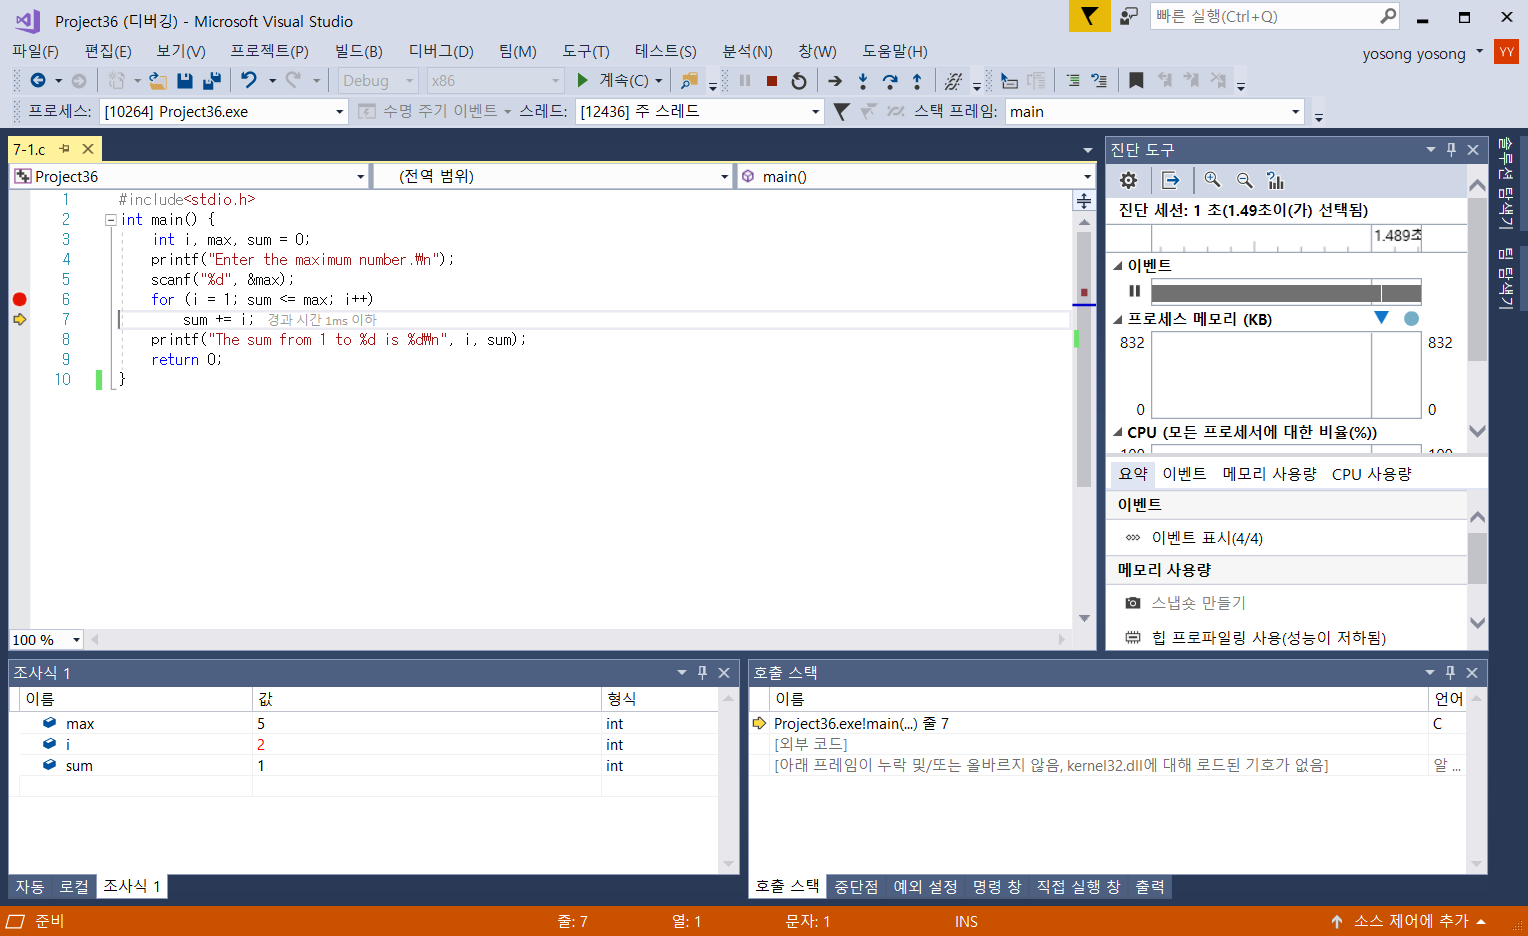 Project36 (디버깅) - Microsoft Visual Studio
빠른 실행(Ctrl+Q)
파일(F) 편집(E) 보기(V) 프로젝트(P) 빌드(B) 디버그(D) 팀(M) 도구(T) 테스트(S) 분석(N) 창(W) 도움말(H)
yosong yosong YY
Debug x86 계속(C)
프로세스: [10264] Project36.exe 수명 주기 이벤트 스레드: [12436] 주 스레드 스택 프레임: main
7-1.c
Project36 (전역 범위) main()
1 #include<stdio.h>
2 int main() {
3 int i, max, sum = 0;
4 printf("Enter the maximum number.₩n");
5 scanf("%d", &max);
6 for (i = 1; sum <= max; i++)
7 sum += i; 경과 시간 1ms 이하
8 printf("The sum from 1 to %d is %d₩n", i, sum);
9 return 0;
10 }
100 %
진단 도구
진단 세션: 1 초(1.49초이(가) 선택됨)
1.489초
이벤트
프로세스 메모리 (KB)
832 832
0 0
CPU (모든 프로세서에 대한 비율(%))
100 100
요약 이벤트 메모리 사용량 CPU 사용량
이벤트
이벤트 표시(4/4)
메모리 사용량
스냅숏 만들기
힙 프로파일링 사용(성능이 저하됨)
솔루션 탐색기
팀 탐색기
조사식 1
이름 값 형식
max 5 int
i 2 int
sum 1 int
자동 로컬 조사식 1
호출 스택
이름 언어
Project36.exe!main(...) 줄 7 C
[외부 코드]
[아래 프레임이 누락 및/또는 올바르지 않음, kernel32.dll에 대해 로드된 기호가 없음] 알 ...
호출 스택 중단점 예외 설정 명령 창 직접 실행 창 출력
준비 줄: 7 열: 1 문자: 1 INS 소스 제어에 추가